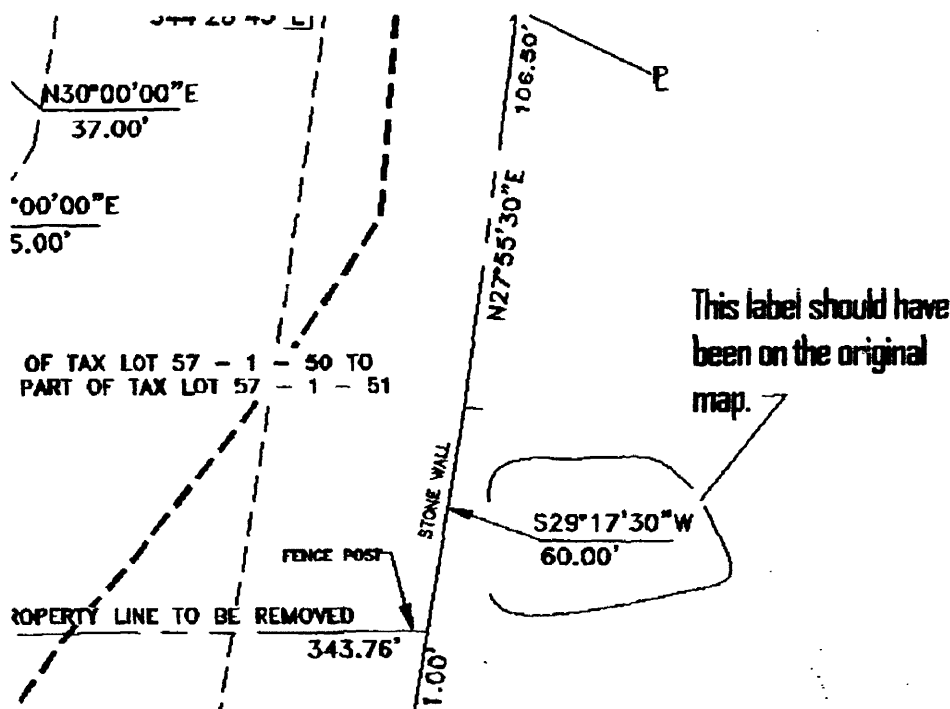 106.50'
N30°00'00"E
37.00'
°00'00"E
5.00'
N27°55'30"E
This label should have
been on the original
map.
OF TAX LOT 57 - 1 - 50 TO
PART OF TAX LOT 57 - 1 - 51
STONE WALL
S29°17'30"W
60.00'
FENCE POST
ROPERTY LINE TO BE REMOVED
343.76'
1.00'